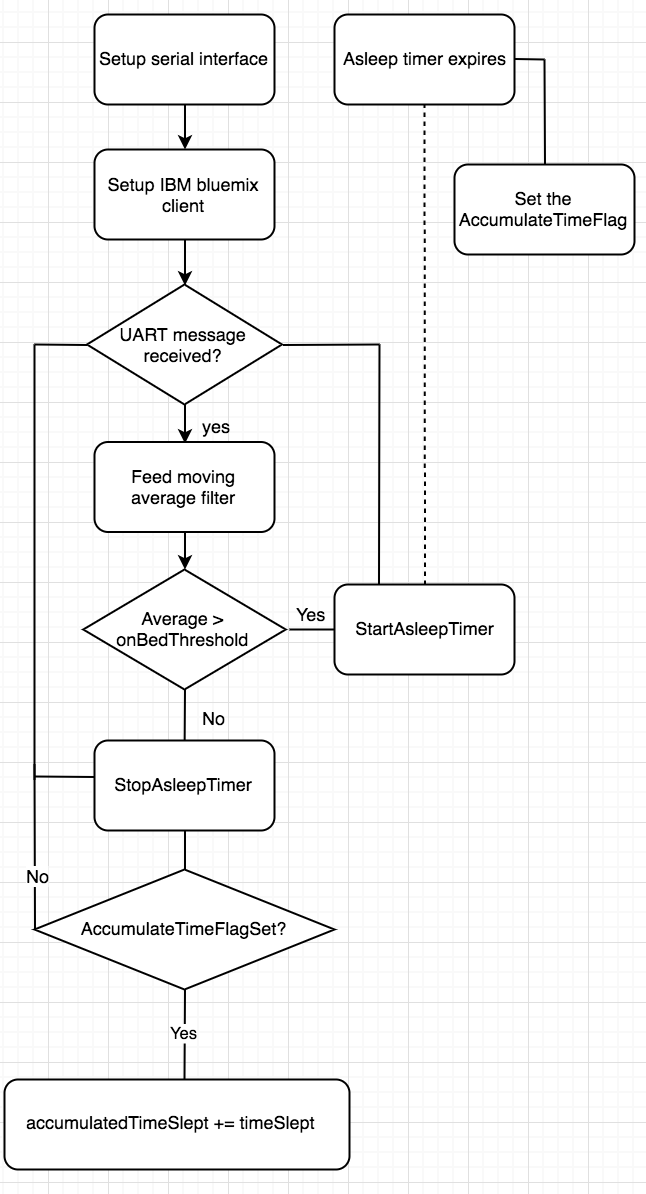 Setup serial interface
Asleep timer expires
Setup IBM bluemix
client
Set the
AccumulateTimeFlag
UART message
received?
yes
Feed moving
average filter
Average >
onBedThreshold
Yes
StartAsleepTimer
No
StopAsleepTimer
No
AccumulateTimeFlagSet?
Yes
accumulatedTimeSlept += timeSlept